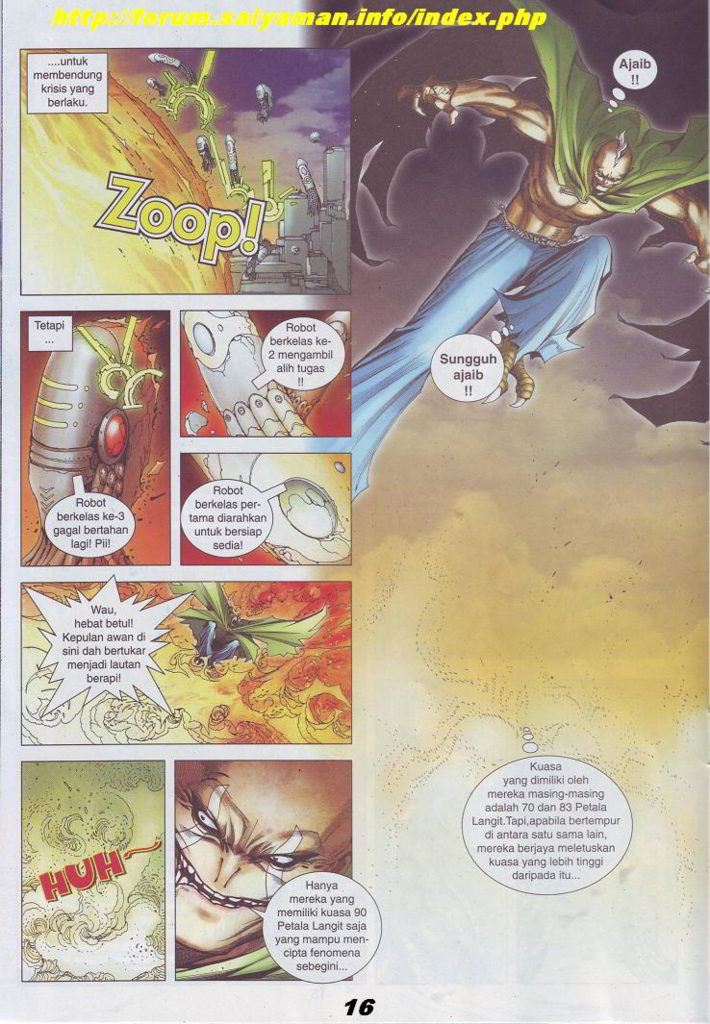 http://forum.saiyaman.info/index.php
....untuk
membendung
krisis yang
berlaku.
Zoop!
Ajaib
!!
Sungguh
ajaib
!!
Tetapi
...
Robot
berkelas ke-3
gagal bertahan
lagi! Pii!
Robot
berkelas ke-
2 mengambil
alih tugas
!!
Robot
berkelas per-
tama diarahkan
untuk bersiap
sedia!
Wau,
hebat betul!
Kepulan awan di
sini dah bertukar
menjadi lautan
berapi!
Kuasa
yang dimiliki oleh
mereka masing-masing
adalah 70 dan 83 Petala
Langit.Tapi,apabila bertempur
di antara satu sama lain,
mereka berjaya meletuskan
kuasa yang lebih tinggi
daripada itu...
HUH~
Hanya
mereka yang
memiliki kuasa 90
Petala Langit saja
yang mampu men-
cipta fenomena
sebegini...
16